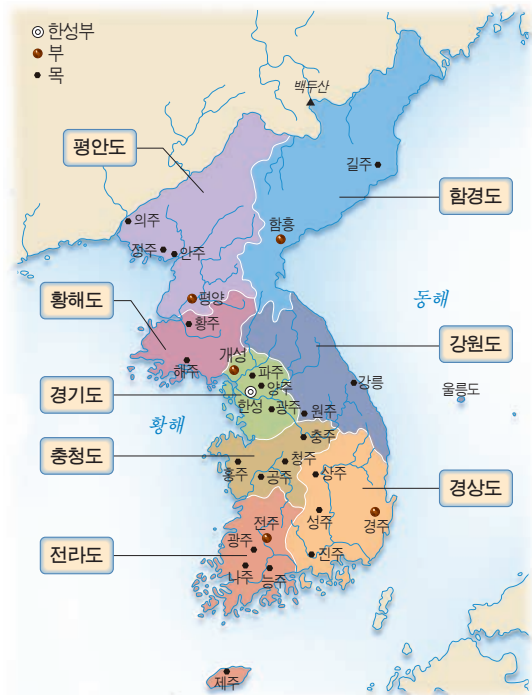 한성부
부
목
백두산
평안도
길주
함경도
의주
함흥
정주
안주
평양
동해
황해도
황주
강원도
개성
해주
파주
강릉
울릉도
양주
경기도
한성
광주
원주
황해
충주
충청도
홍주
청주
공주
상주
경상도
전주
성주
경주
광주
전라도
진주
나주
능주
제주